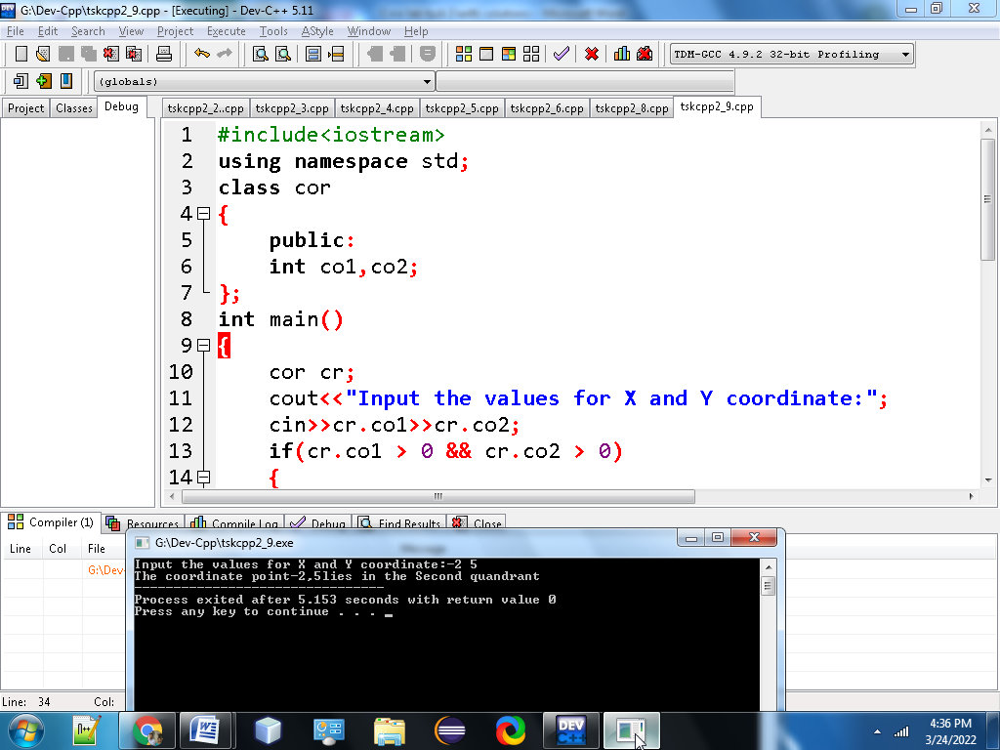 G:\Dev-Cpp\tskcpp2_9.cpp - [Executing] - Dev-C++ 5.11
File Edit Search View Project Execute Tools AStyle Window Help
TDM-GCC 4.9.2 32-bit Profiling
(globals)
Project Classes Debug
tskcpp2_2..cpp tskcpp2_3.cpp tskcpp2_4.cpp tskcpp2_5.cpp tskcpp2_6.cpp tskcpp2_8.cpp tskcpp2_9.cpp
1 #include<iostream>
2 using namespace std;
3 class cor
4 {
5 public:
6 int co1,co2;
7 };
8 int main()
9 {
10 cor cr;
11 cout<<"Input the values for X and Y coordinate:";
12 cin>>cr.co1>>cr.co2;
13 if(cr.co1 > 0 && cr.co2 > 0)
14 {
Compiler (1) Resources Compile Log Debug Find Results Close
Line Col File Message
G:\Dev-
G:\Dev-Cpp\tskcpp2_9.exe
Input the values for X and Y coordinate:-2 5
The coordinate point-2,5lies in the Second quandrant
--------------------------------
Process exited after 5.153 seconds with return value 0
Press any key to continue . . .
Line: 34 Col:
DEV C++
4:36 PM
3/24/2022